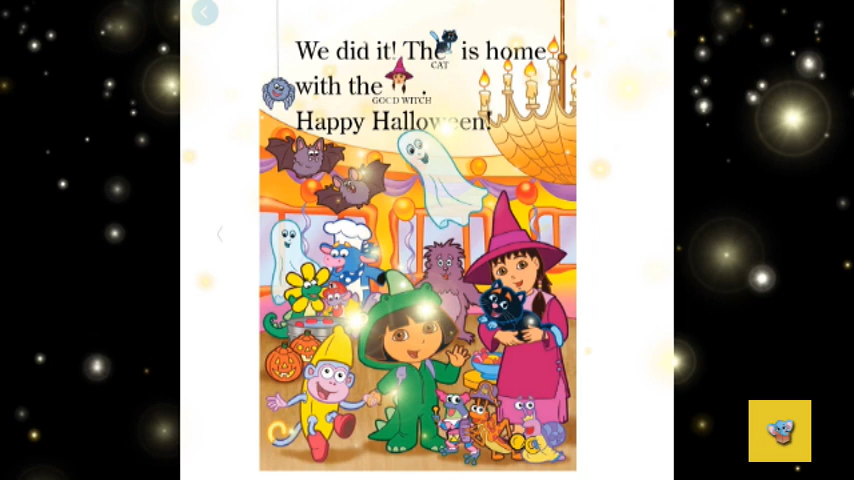 We did it! The is home
CAT
with the .
GOOD WITCH
Happy Halloween!